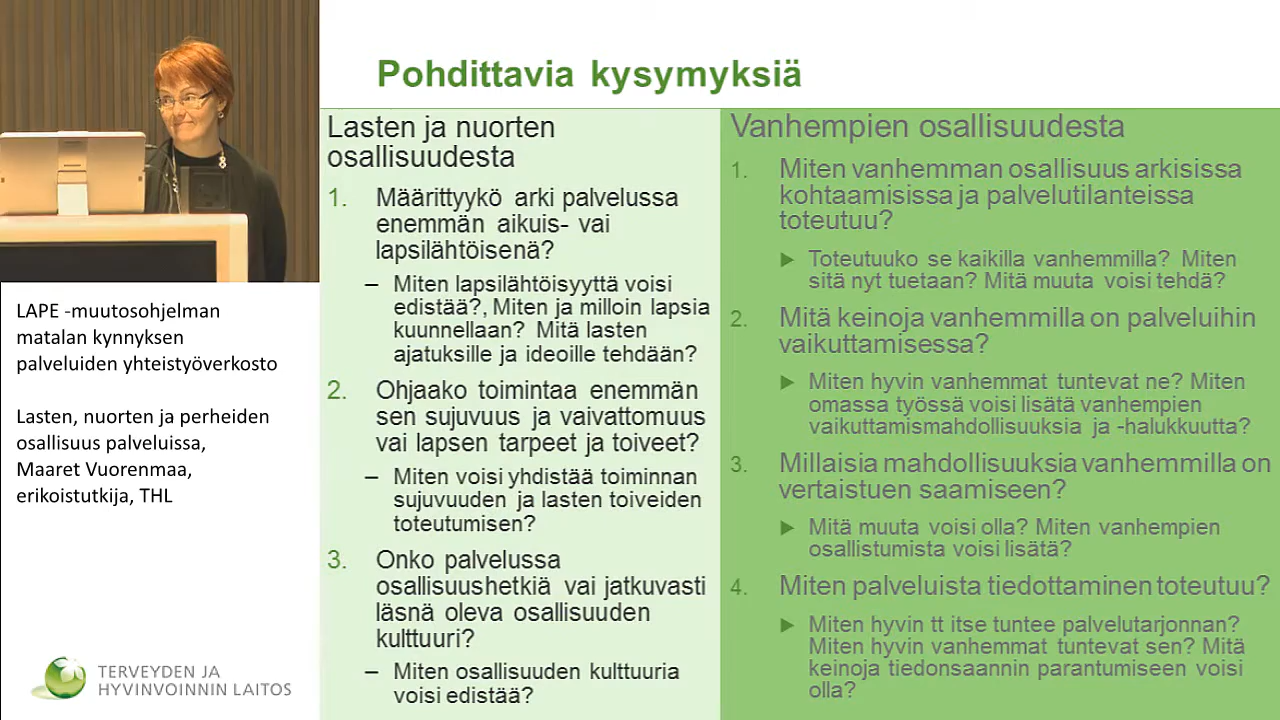 Pohdittavia kysymyksiä
Lasten ja nuorten
osallisuudesta
1. Määrittyykö arki palvelussa
enemmän aikuis- vai
lapsilähtöisenä?
– Miten lapsilähtöisyyttä voisi
edistää?, Miten ja milloin lapsia
kuunnellaan? Mitä lasten
ajatuksille ja ideoille tehdään?
2. Ohjaako toimintaa enemmän
sen sujuvuus ja vaivattomuus
vai lapsen tarpeet ja toiveet?
– Miten voisi yhdistää toiminnan
sujuvuuden ja lasten toiveiden
toteutumisen?
3. Onko palvelussa
osallisuushetkiä vai jatkuvasti
läsnä oleva osallisuuden
kulttuuri?
– Miten osallisuuden kulttuuria
voisi edistää?
Vanhempien osallisuudesta
1. Miten vanhemman osallisuus arkisissa
kohtaamisissa ja palvelutilanteissa
toteutuu?
Toteutuuko se kaikilla vanhemmilla? Miten
sitä nyt tuetaan? Mitä muuta voisi tehdä?
2. Mitä keinoja vanhemmilla on palveluihin
vaikuttamisessa?
Miten hyvin vanhemmat tuntevat ne? Miten
omassa työssä voisi lisätä vanhempien
vaikuttamismahdollisuuksia ja -halukkuutta?
3. Millaisia mahdollisuuksia vanhemmilla on
vertaistuen saamiseen?
Mitä muuta voisi olla? Miten vanhempien
osallistumista voisi lisätä?
4. Miten palveluista tiedottaminen toteutuu?
Miten hyvin tt itse tuntee palvelutarjonnan?
Miten hyvin vanhemmat tuntevat sen? Mitä
keinoja tiedonsaannin parantumiseen voisi
olla?
LAPE -muutosohjelman
matalan kynnyksen
palveluiden yhteistyöverkosto
Lasten, nuorten ja perheiden
osallisuus palveluissa,
Maaret Vuorenmaa,
erikoistutkija, THL
TERVEYDEN JA
HYVINVOINNIN LAITOS